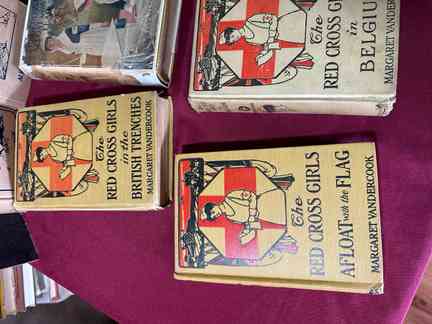 The
RED CROSS GIRLS
in
BELGIU
MARGARET VANDERCO
The
RED CROSS GIRLS
in the
BRITISH TRENCHES
MARGARET VANDERCOOK
The
RED CROSS GIRLS
AFLOAT with the FLAG
MARGARET VANDERCOOK